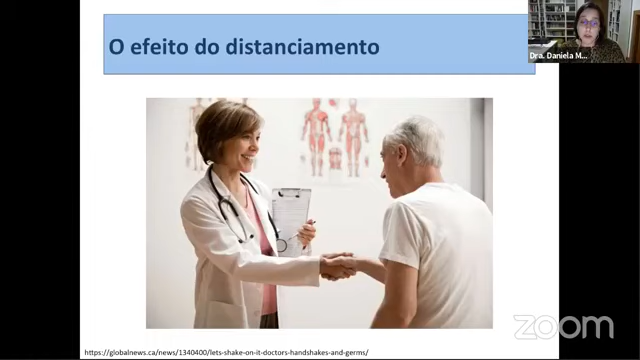 O efeito do distanciamento
Dra. Daniela M...
zoom
https://globalnews.ca/news/1340400/lets-shake-on-it-doctors-handshakes-and-germs/